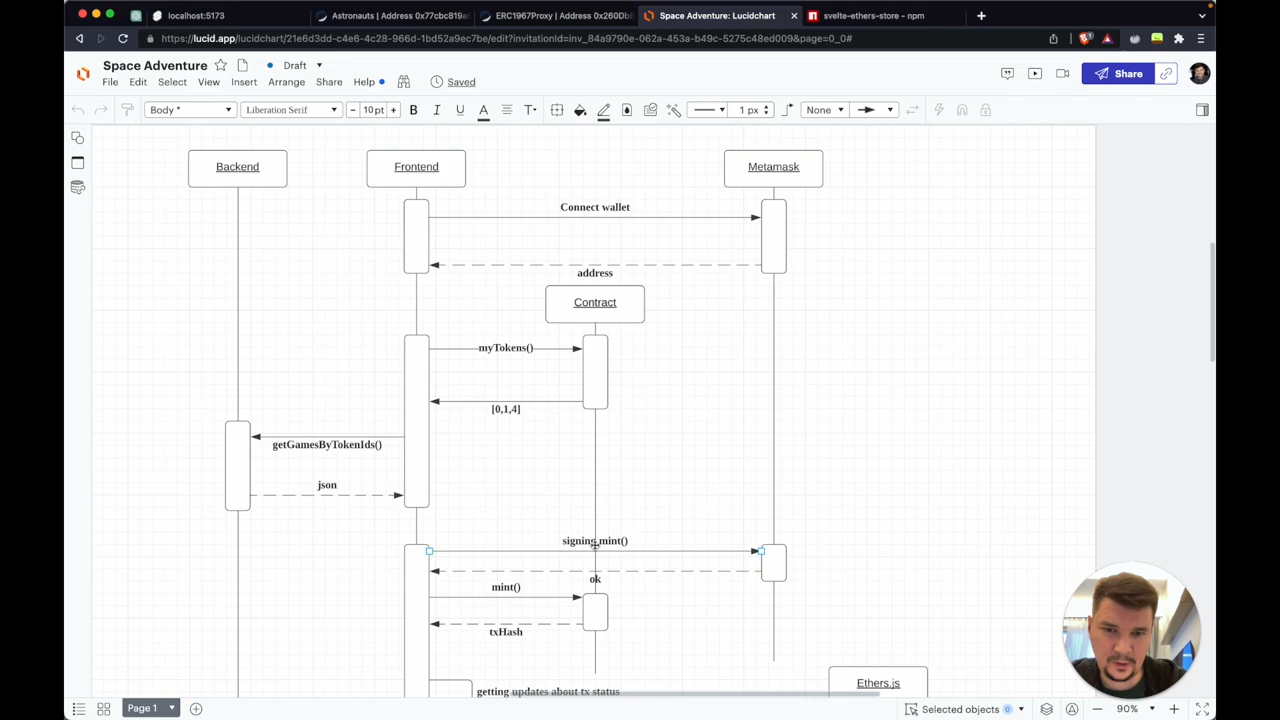 localhost:5173
Astronauts | Address 0x77cbc819a
ERC1967Proxy | Address 0x260Dbl
Space Adventure: Lucidchart
svelte-ethers-store - npm
https://lucid.app/lucidchart/21e6d3dd-c4e6-4c28-966d-1bd52a9ec7be/edit?invitationId=inv_84a9790e-062a-453a-b49c-5275c48ed009&page=0_0#
Space Adventure
Draft
File Edit Select View Insert Arrange Share Help
Saved
Share
Body *
Liberation Serif
10 pt
1 px
None
Backend
Frontend
Metamask
Connect wallet
address
Contract
myTokens()
[0,1,4]
getGamesByTokenIds()
json
signing mint()
ok
mint()
txHash
getting updates about tx status
Ethers.js
Page 1
Selected objects 0
90%